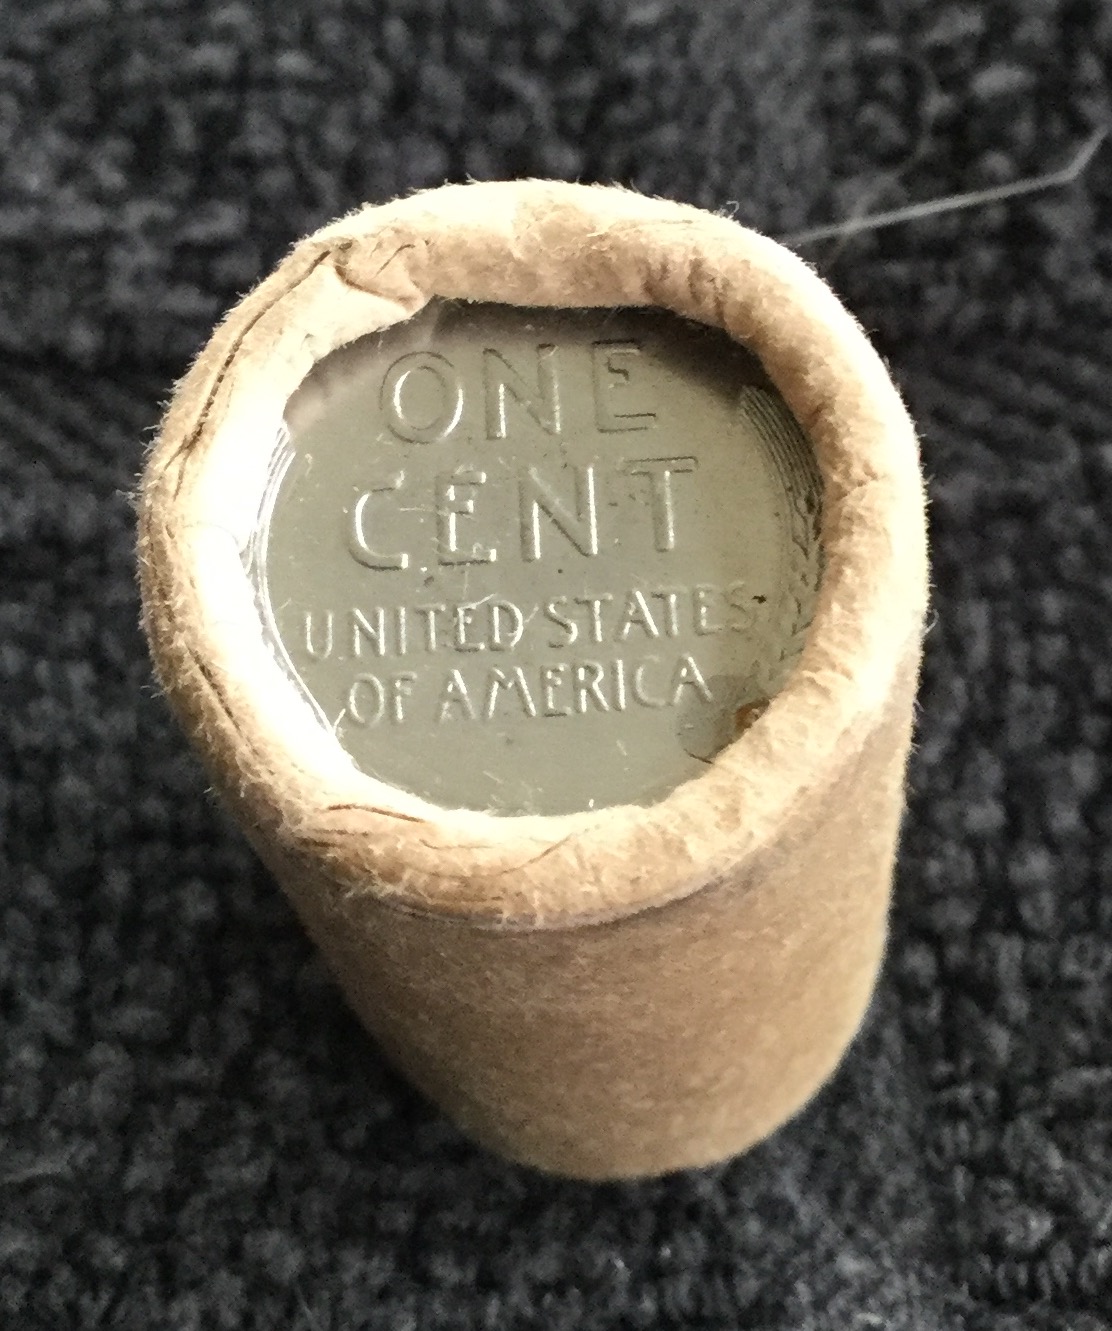 ONE
CENT
UNITED STATES
OF AMERICA